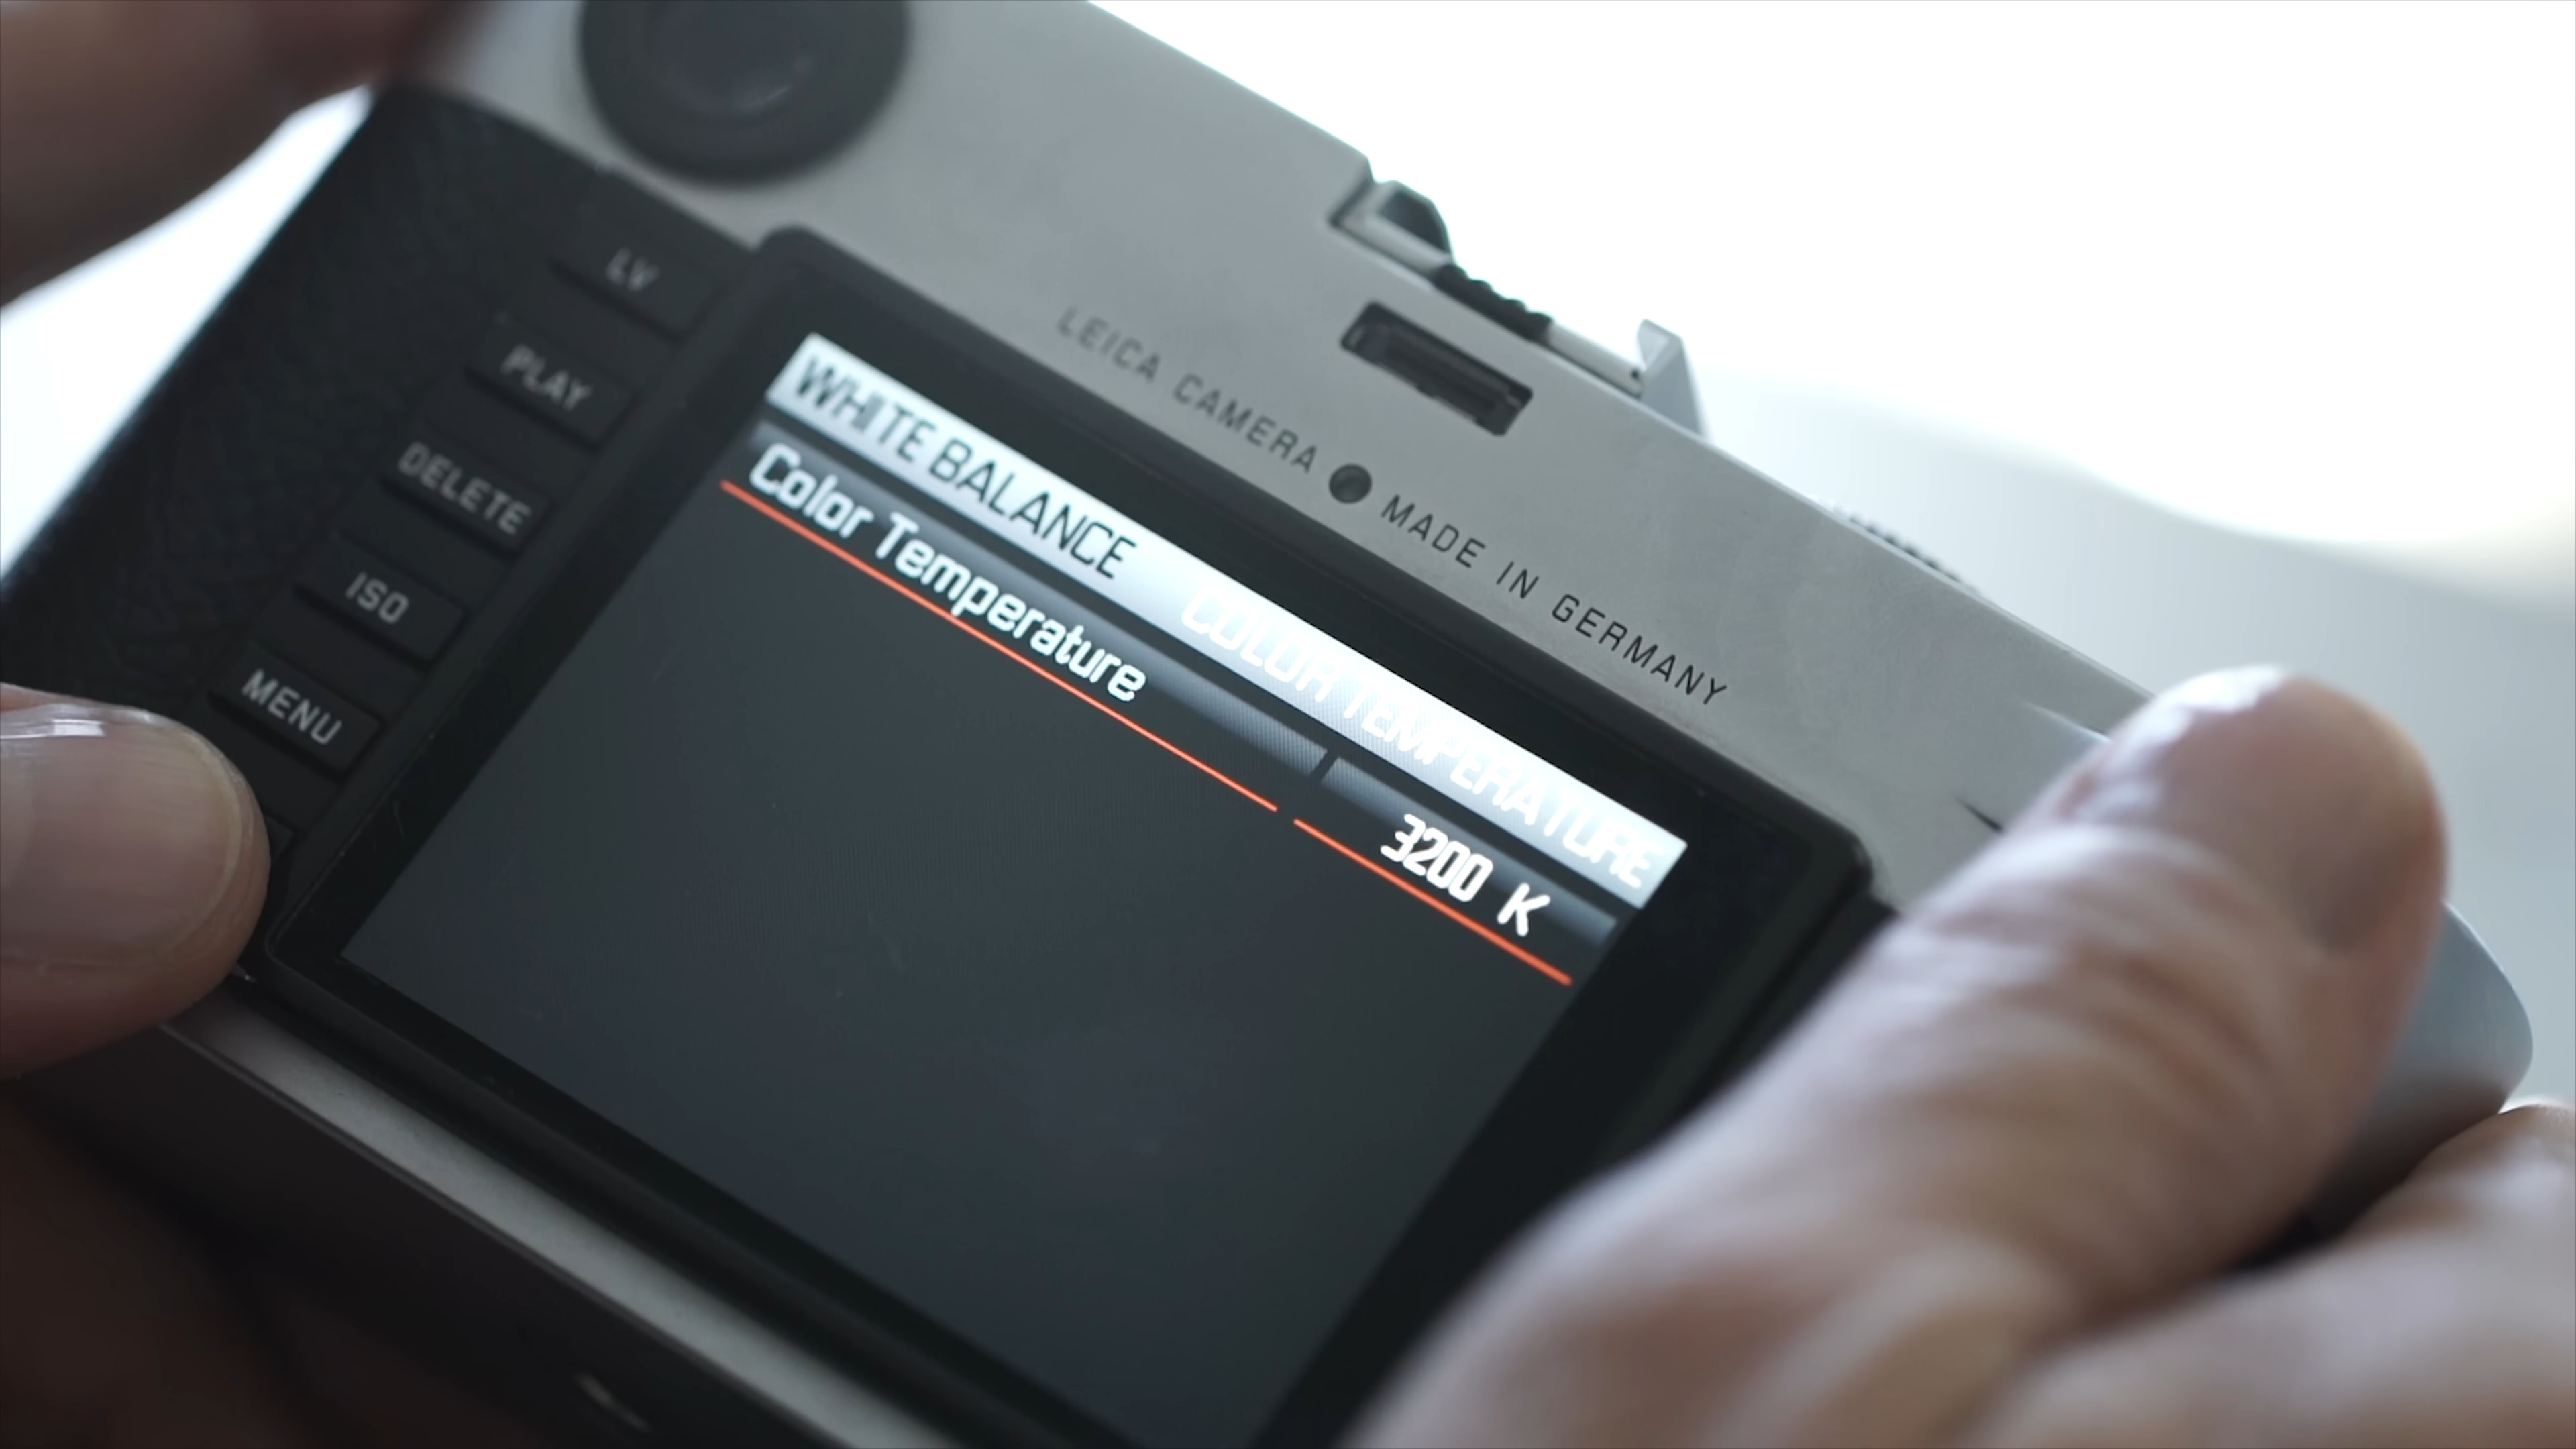 LV
PLAY
DELETE
ISO
MENU
LEICA CAMERA MADE IN GERMANY
WHITE BALANCE COLOR TEMPERATURE
Color Temperature 3200 K